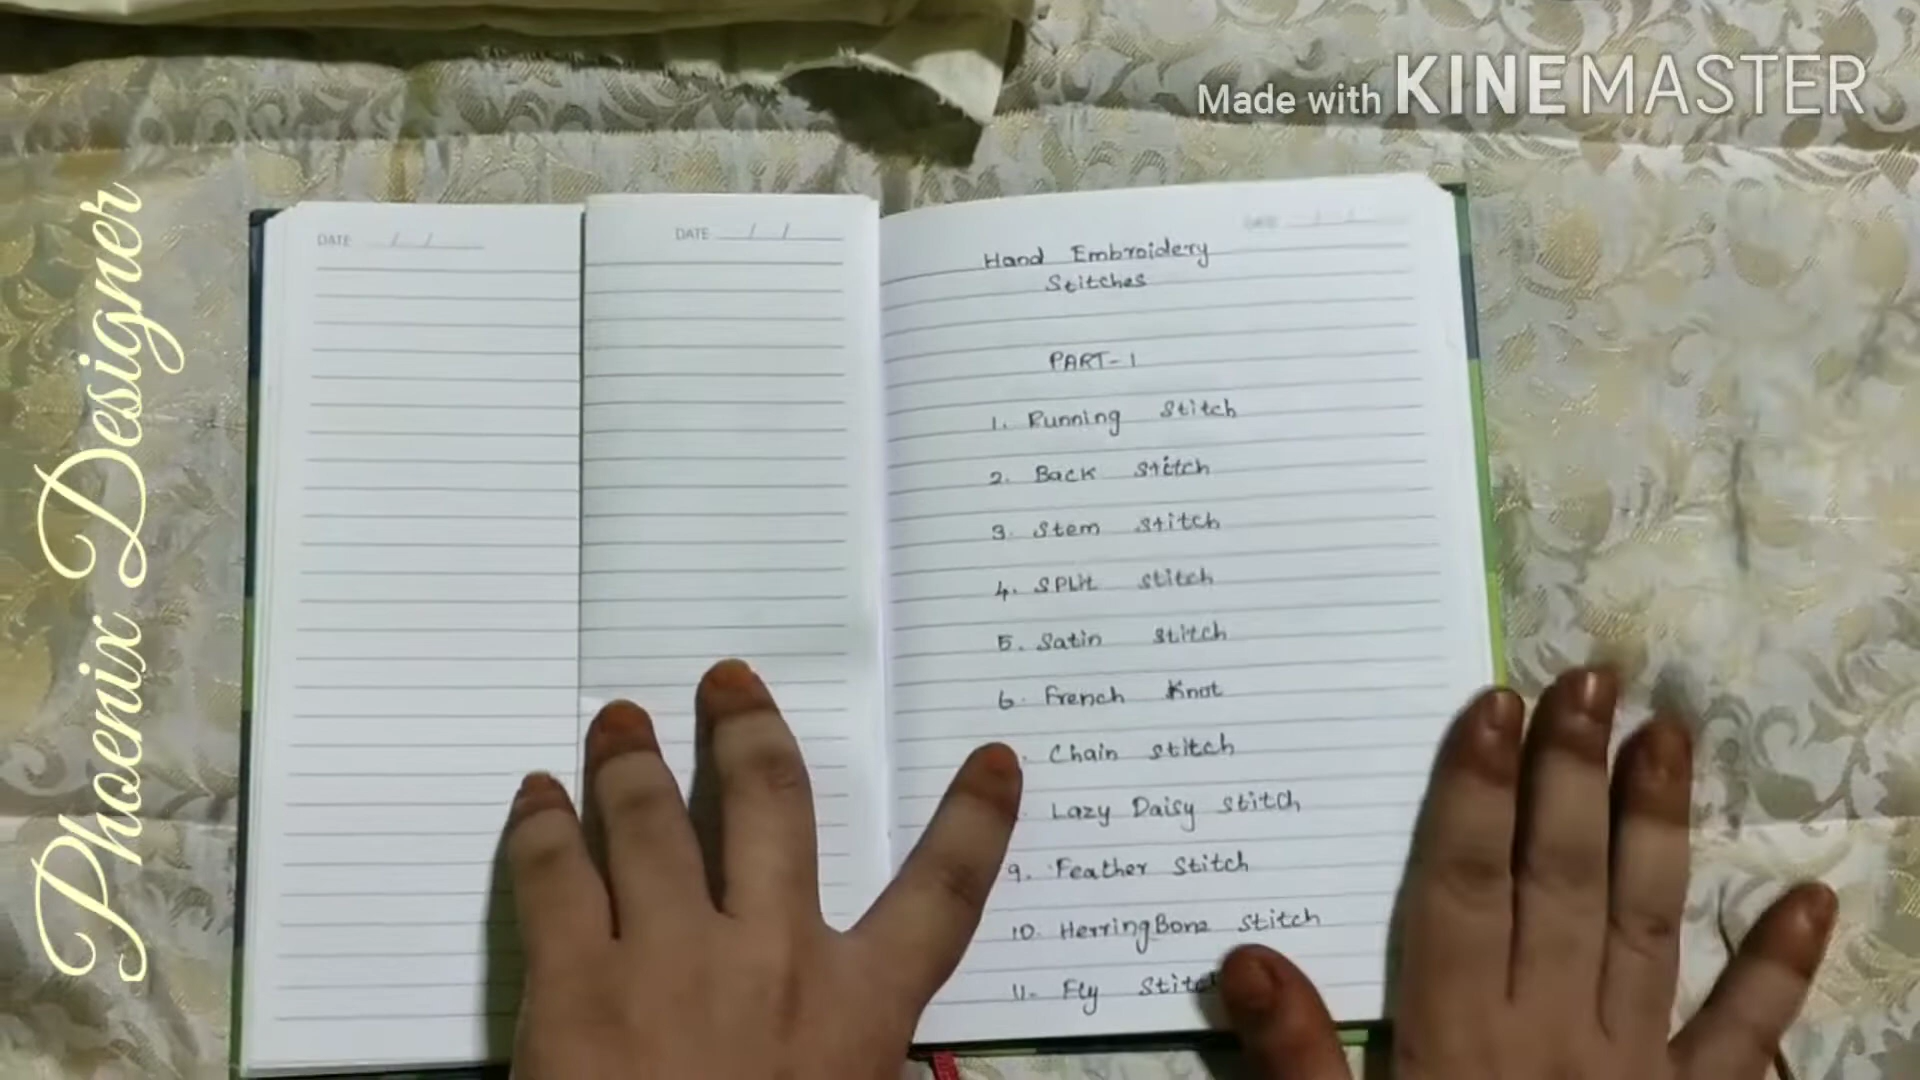 Made with KINEMASTER
Phoenix Designer
DATE / /
DATE / /
DATE / /
Hand Embroidery
Stitches
PART-1
1. Running stitch
2. Back stitch
3. Stem stitch
4. SPLit stitch
5. Satin stitch
6. French Knot
Chain stitch
Lazy Daisy stitch
9. Feather stitch
10. HerringBone stitch
11. Fly Stitch